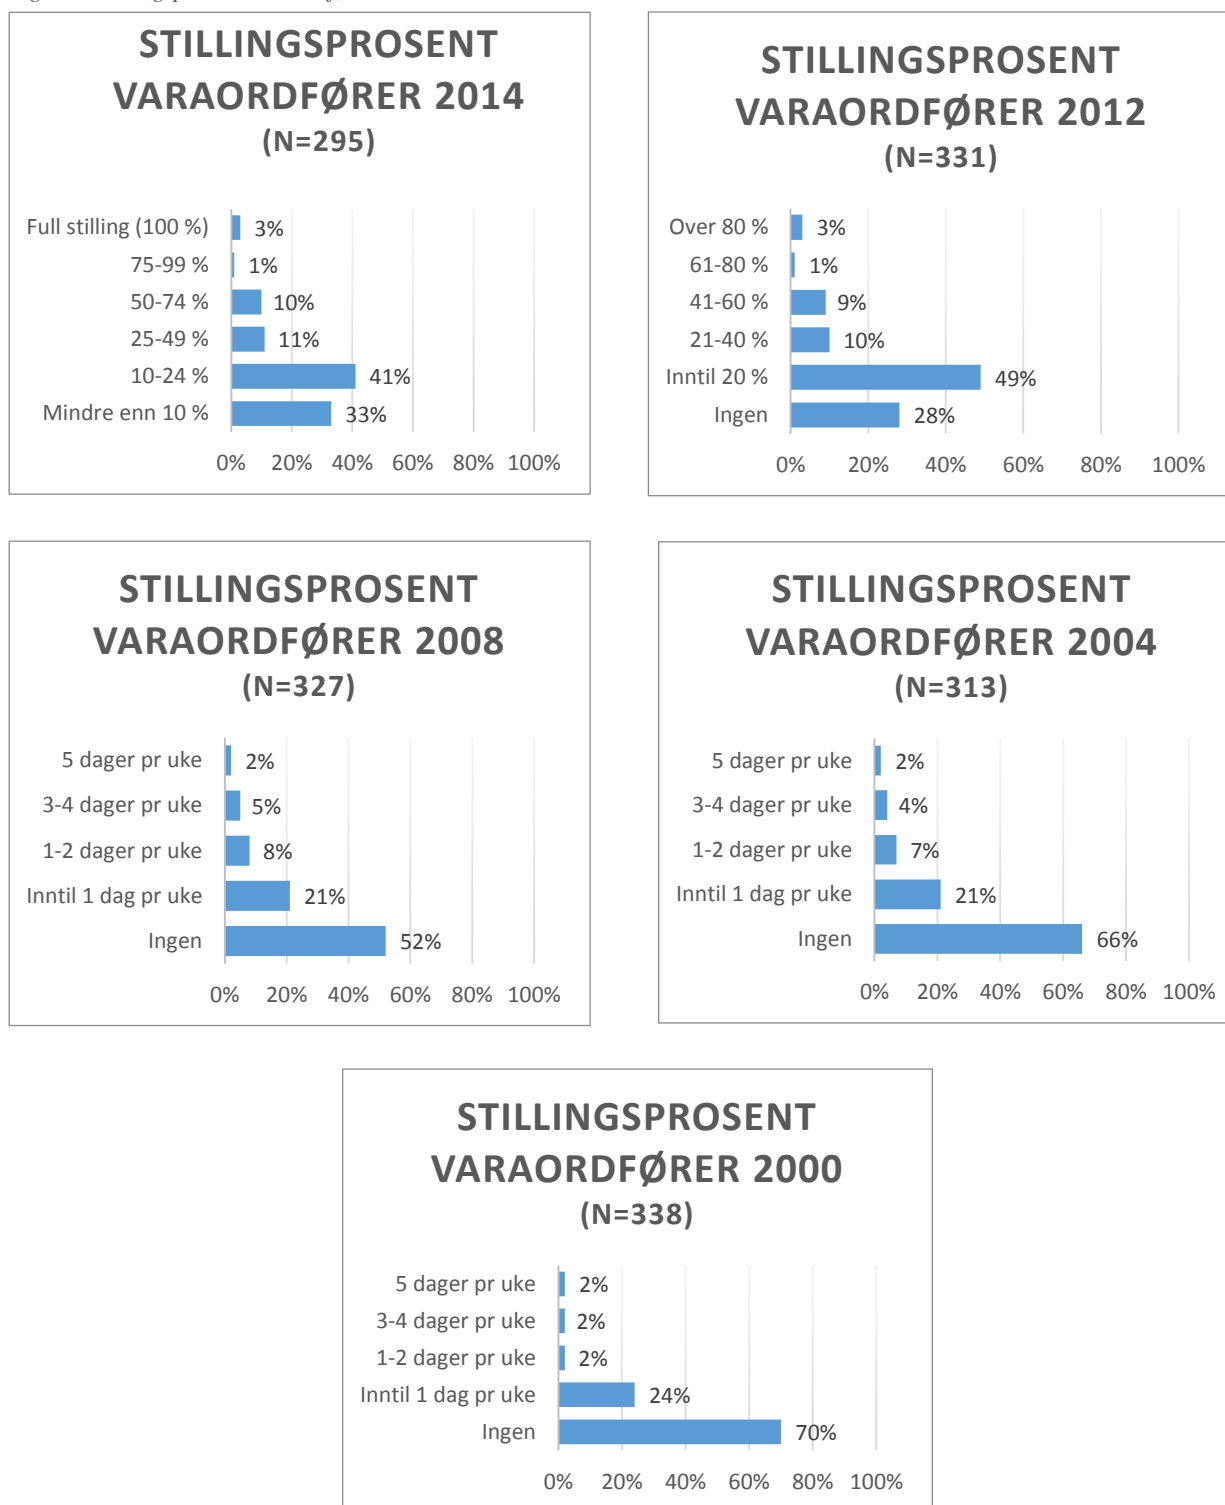 STILLINGSPROSENT
VARAORDFØRER 2014
(N=295)
Full stilling (100 %)
3%
75-99 %
1%
50-74 %
10%
25-49 %
11%
10-24 %
41%
Mindre enn 10 %
33%
0% 20% 40% 60% 80% 100%
STILLINGSPROSENT
VARAORDFØRER 2012
(N=331)
Over 80 %
3%
61-80 %
1%
41-60 %
9%
21-40 %
10%
Inntil 20 %
49%
Ingen
28%
0% 20% 40% 60% 80% 100%
STILLINGSPROSENT
VARAORDFØRER 2008
(N=327)
5 dager pr uke
2%
3-4 dager pr uke
5%
1-2 dager pr uke
8%
Inntil 1 dag pr uke
21%
Ingen
52%
0% 20% 40% 60% 80% 100%
STILLINGSPROSENT
VARAORDFØRER 2004
(N=313)
5 dager pr uke
2%
3-4 dager pr uke
4%
1-2 dager pr uke
7%
Inntil 1 dag pr uke
21%
Ingen
66%
0% 20% 40% 60% 80% 100%
STILLINGSPROSENT
VARAORDFØRER 2000
(N=338)
5 dager pr uke
2%
3-4 dager pr uke
2%
1-2 dager pr uke
2%
Inntil 1 dag pr uke
24%
Ingen
70%
0% 20% 40% 60% 80% 100%